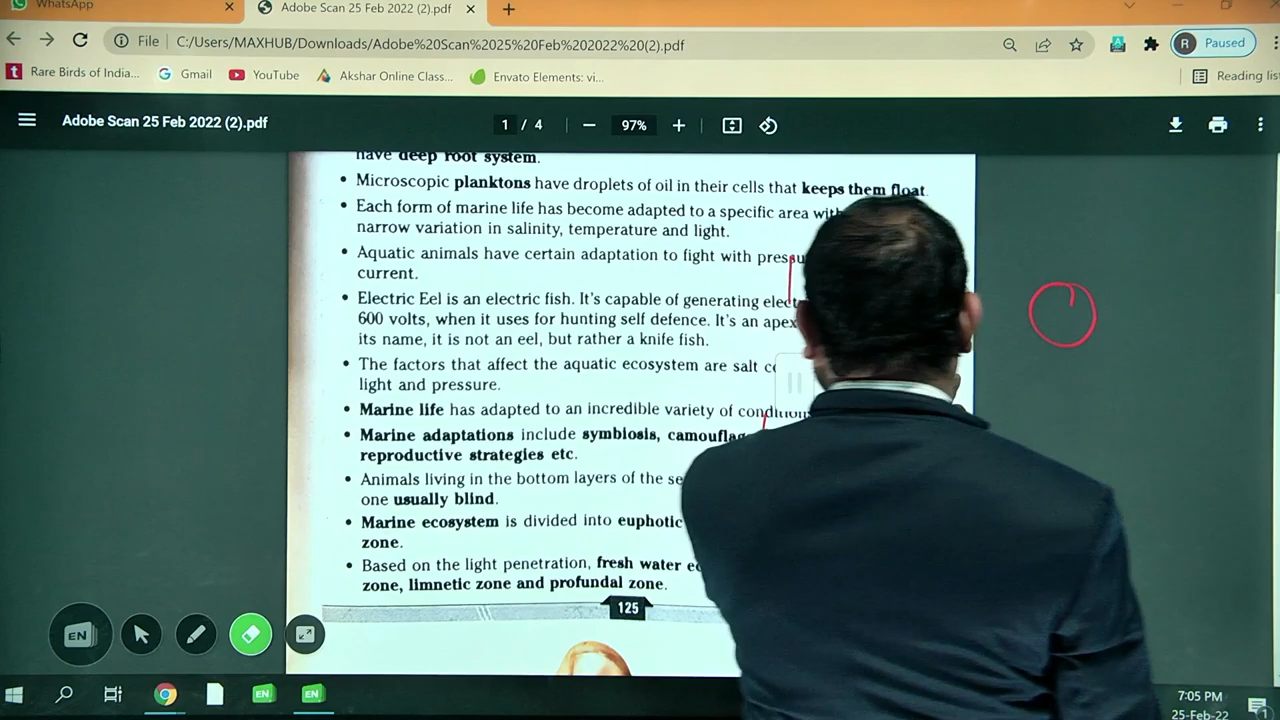 WhatsApp
Adobe Scan 25 Feb 2022 (2).pdf
File C:/Users/MAXHUB/Downloads/Adobe%20Scan%2025%20Feb%202022%20(2).pdf
R Paused
Rare Birds of India...
Gmail
YouTube
Akshar Online Class...
Envato Elements: vi...
Reading list
Adobe Scan 25 Feb 2022 (2).pdf
1 / 4
97%
have deep root system.
• Microscopic planktons have droplets of oil in their cells that keeps them float.
• Each form of marine life has become adapted to a specific area with
narrow variation in salinity, temperature and light.
• Aquatic animals have certain adaptation to fight with
current.
• Electric Eel is an electric fish. It's capable of generating
600 volts, when it uses for hunting self defence. It's an apex
its name, it is not an eel, but rather a knife fish.
• The factors that affect the aquatic ecosystem are salt
light and pressure.
• Marine life has adapted to an incredible variety of
• Marine adaptations include symbiosis,
reproductive strategies etc.
• Animals living in the bottom layers of the
one usually blind.
• Marine ecosystem is divided into euphotic
zone.
• Based on the light penetration, fresh water
zone, limnetic zone and profundal zone.
125
EN
EN
EN
7:05 PM
25-Feb-22
1